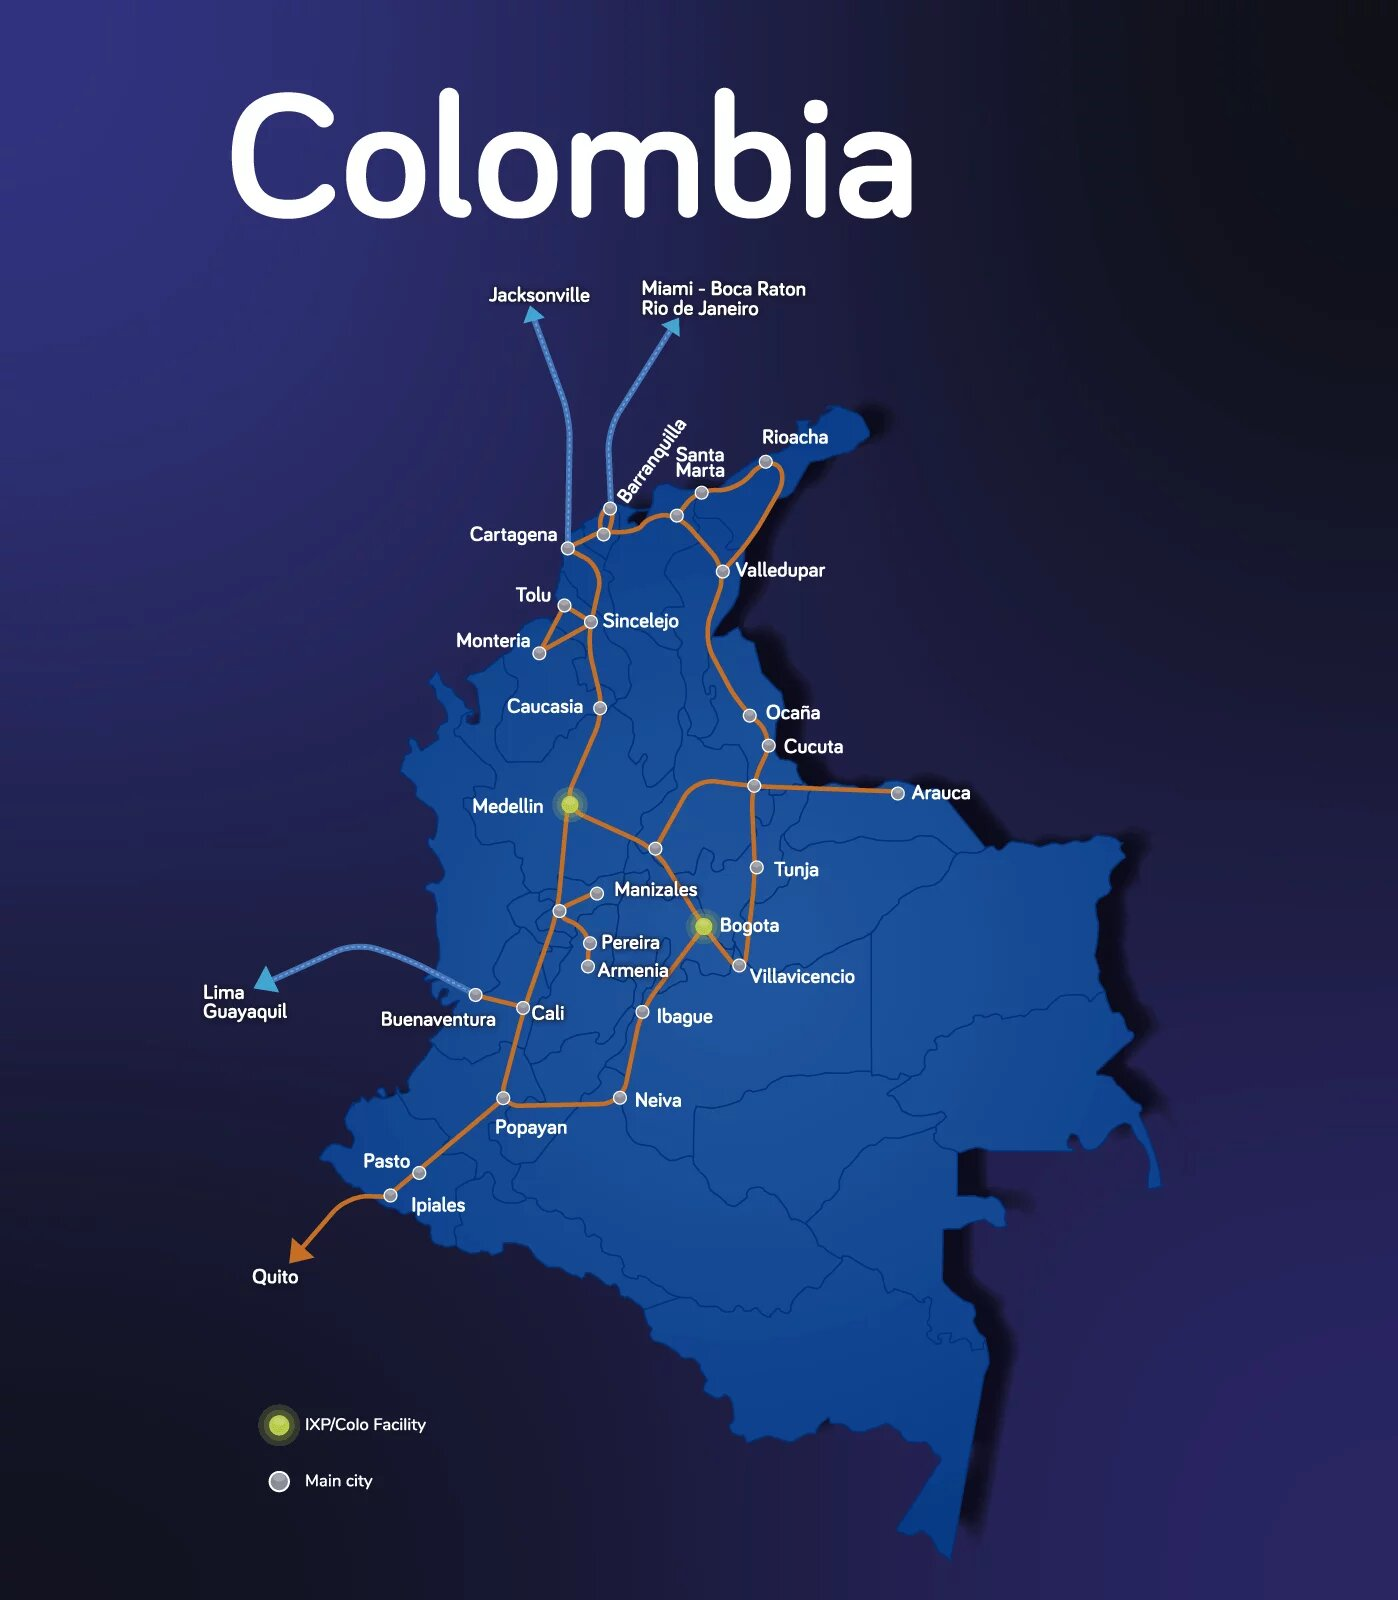 Colombia
Jacksonville
Miami - Boca Raton
Rio de Janeiro
Barranquilla
Santa
Marta
Rioacha
Cartagena
Valledupar
Tolu
Sincelejo
Monteria
Caucasia
Ocaña
Cucuta
Arauca
Medellin
Tunja
Manizales
Bogota
Pereira
Armenia
Villavicencio
Lima
Guayaquil
Buenaventura
Cali
Ibague
Neiva
Popayan
Pasto
Ipiales
Quito
IXP/Colo Facility
Main city